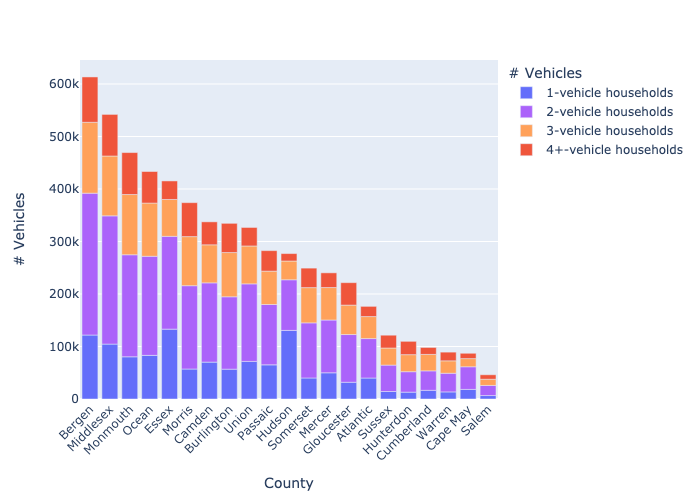 # Vehicles
1-vehicle households
2-vehicle households
3-vehicle households
4+-vehicle households
600k
500k
400k
300k
200k
100k
0
# Vehicles
Bergen
Middlesex
Monmouth
Ocean
Essex
Morris
Camden
Burlington
Union
Passaic
Hudson
Somerset
Mercer
Gloucester
Atlantic
Sussex
Hunterdon
Cumberland
Warren
Cape May
Salem
County